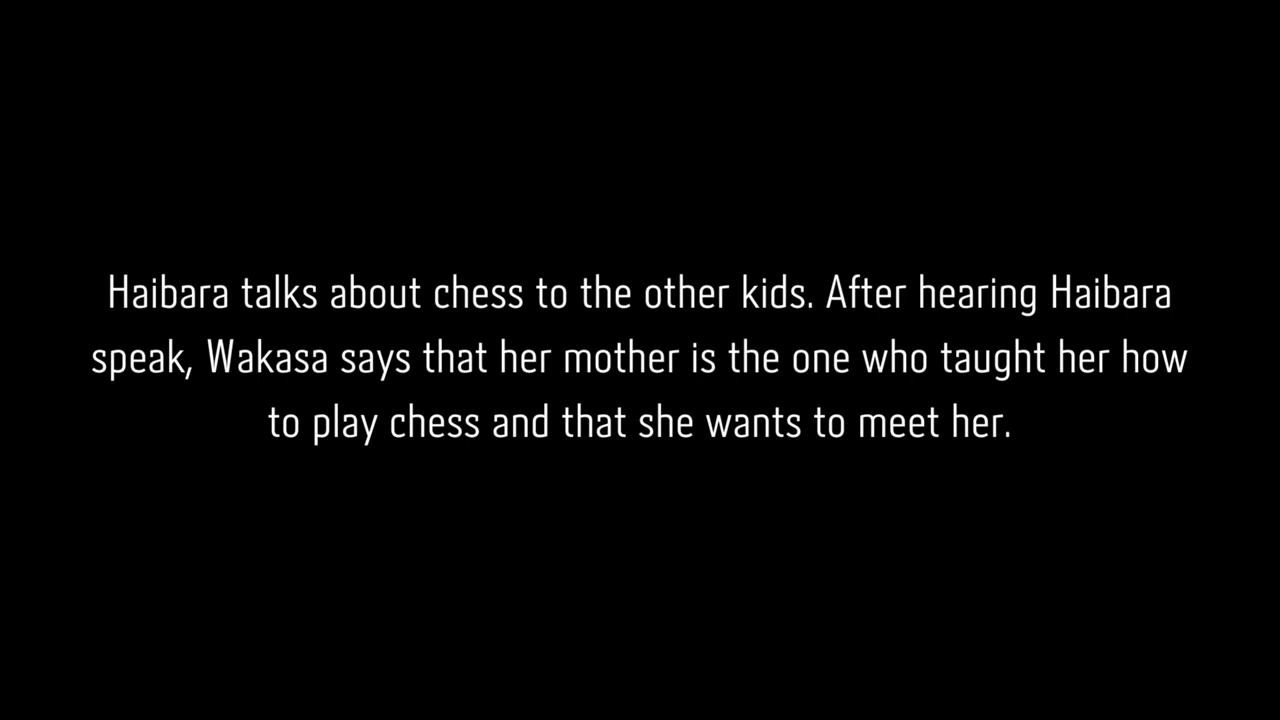 Haibara talks about chess to the other kids. After hearing Haibara
speak, Wakasa says that her mother is the one who taught her how
to play chess and that she wants to meet her.